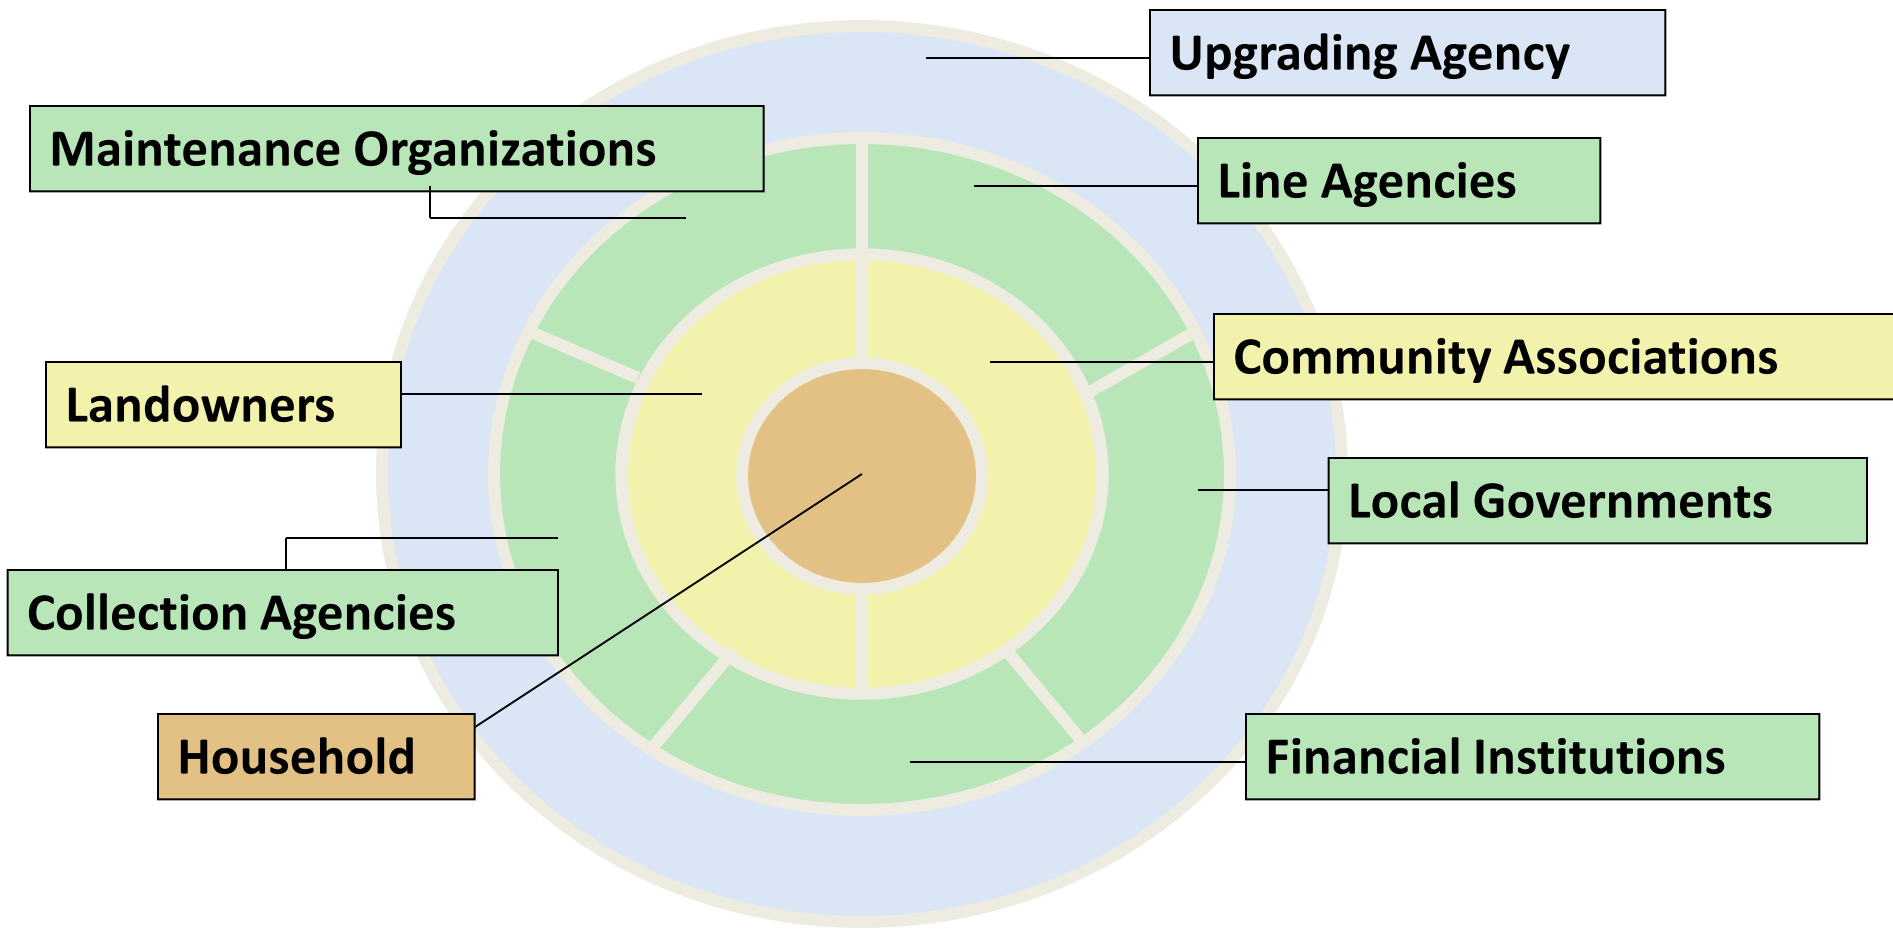 Upgrading Agency
Maintenance Organizations
Line Agencies
Community Associations
Landowners
Local Governments
Collection Agencies
Household
Financial Institutions